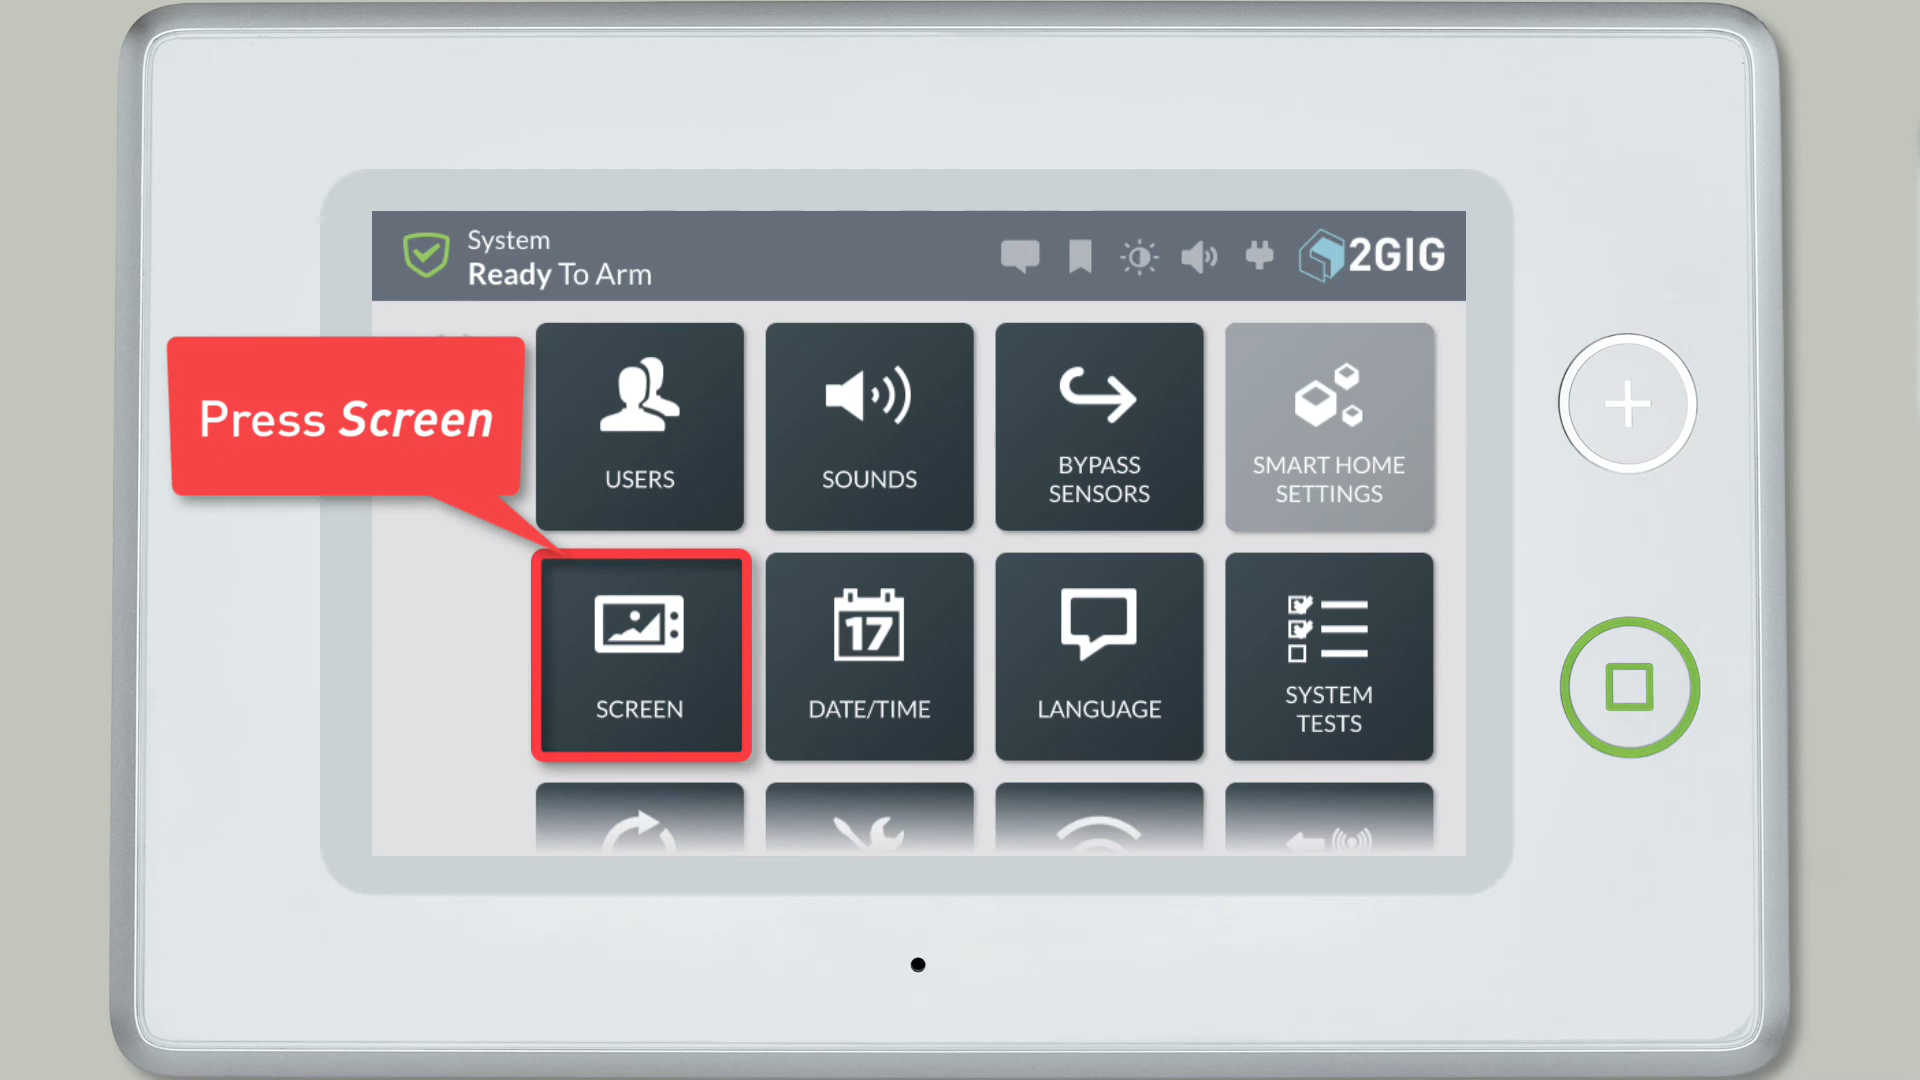 System
Ready To Arm
2GIG
Press Screen
USERS
SOUNDS
BYPASS
SENSORS
SMART HOME
SETTINGS
SCREEN
17
DATE/TIME
LANGUAGE
SYSTEM
TESTS